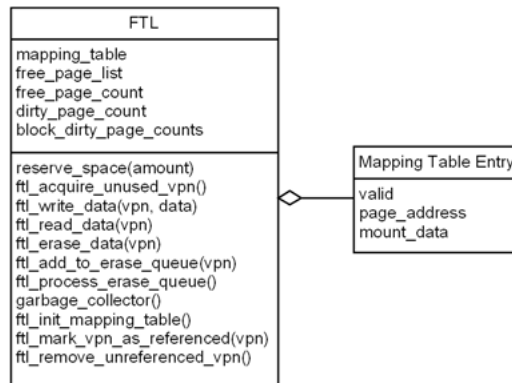 FTL
mapping_table
free_page_list
free_page_count
dirty_page_count
block_dirty_page_counts
reserve_space(amount)
ftl_acquire_unused_vpn()
ftl_write_data(vpn, data)
ftl_read_data(vpn)
ftl_erase_data(vpn)
ftl_add_to_erase_queue(vpn)
ftl_process_erase_queue()
garbage_collector()
ftl_init_mapping_table()
ftl_mark_vpn_as_referenced(vpn)
ftl_remove_unreferenced_vpn()
Mapping Table Entry
valid
page_address
mount_data